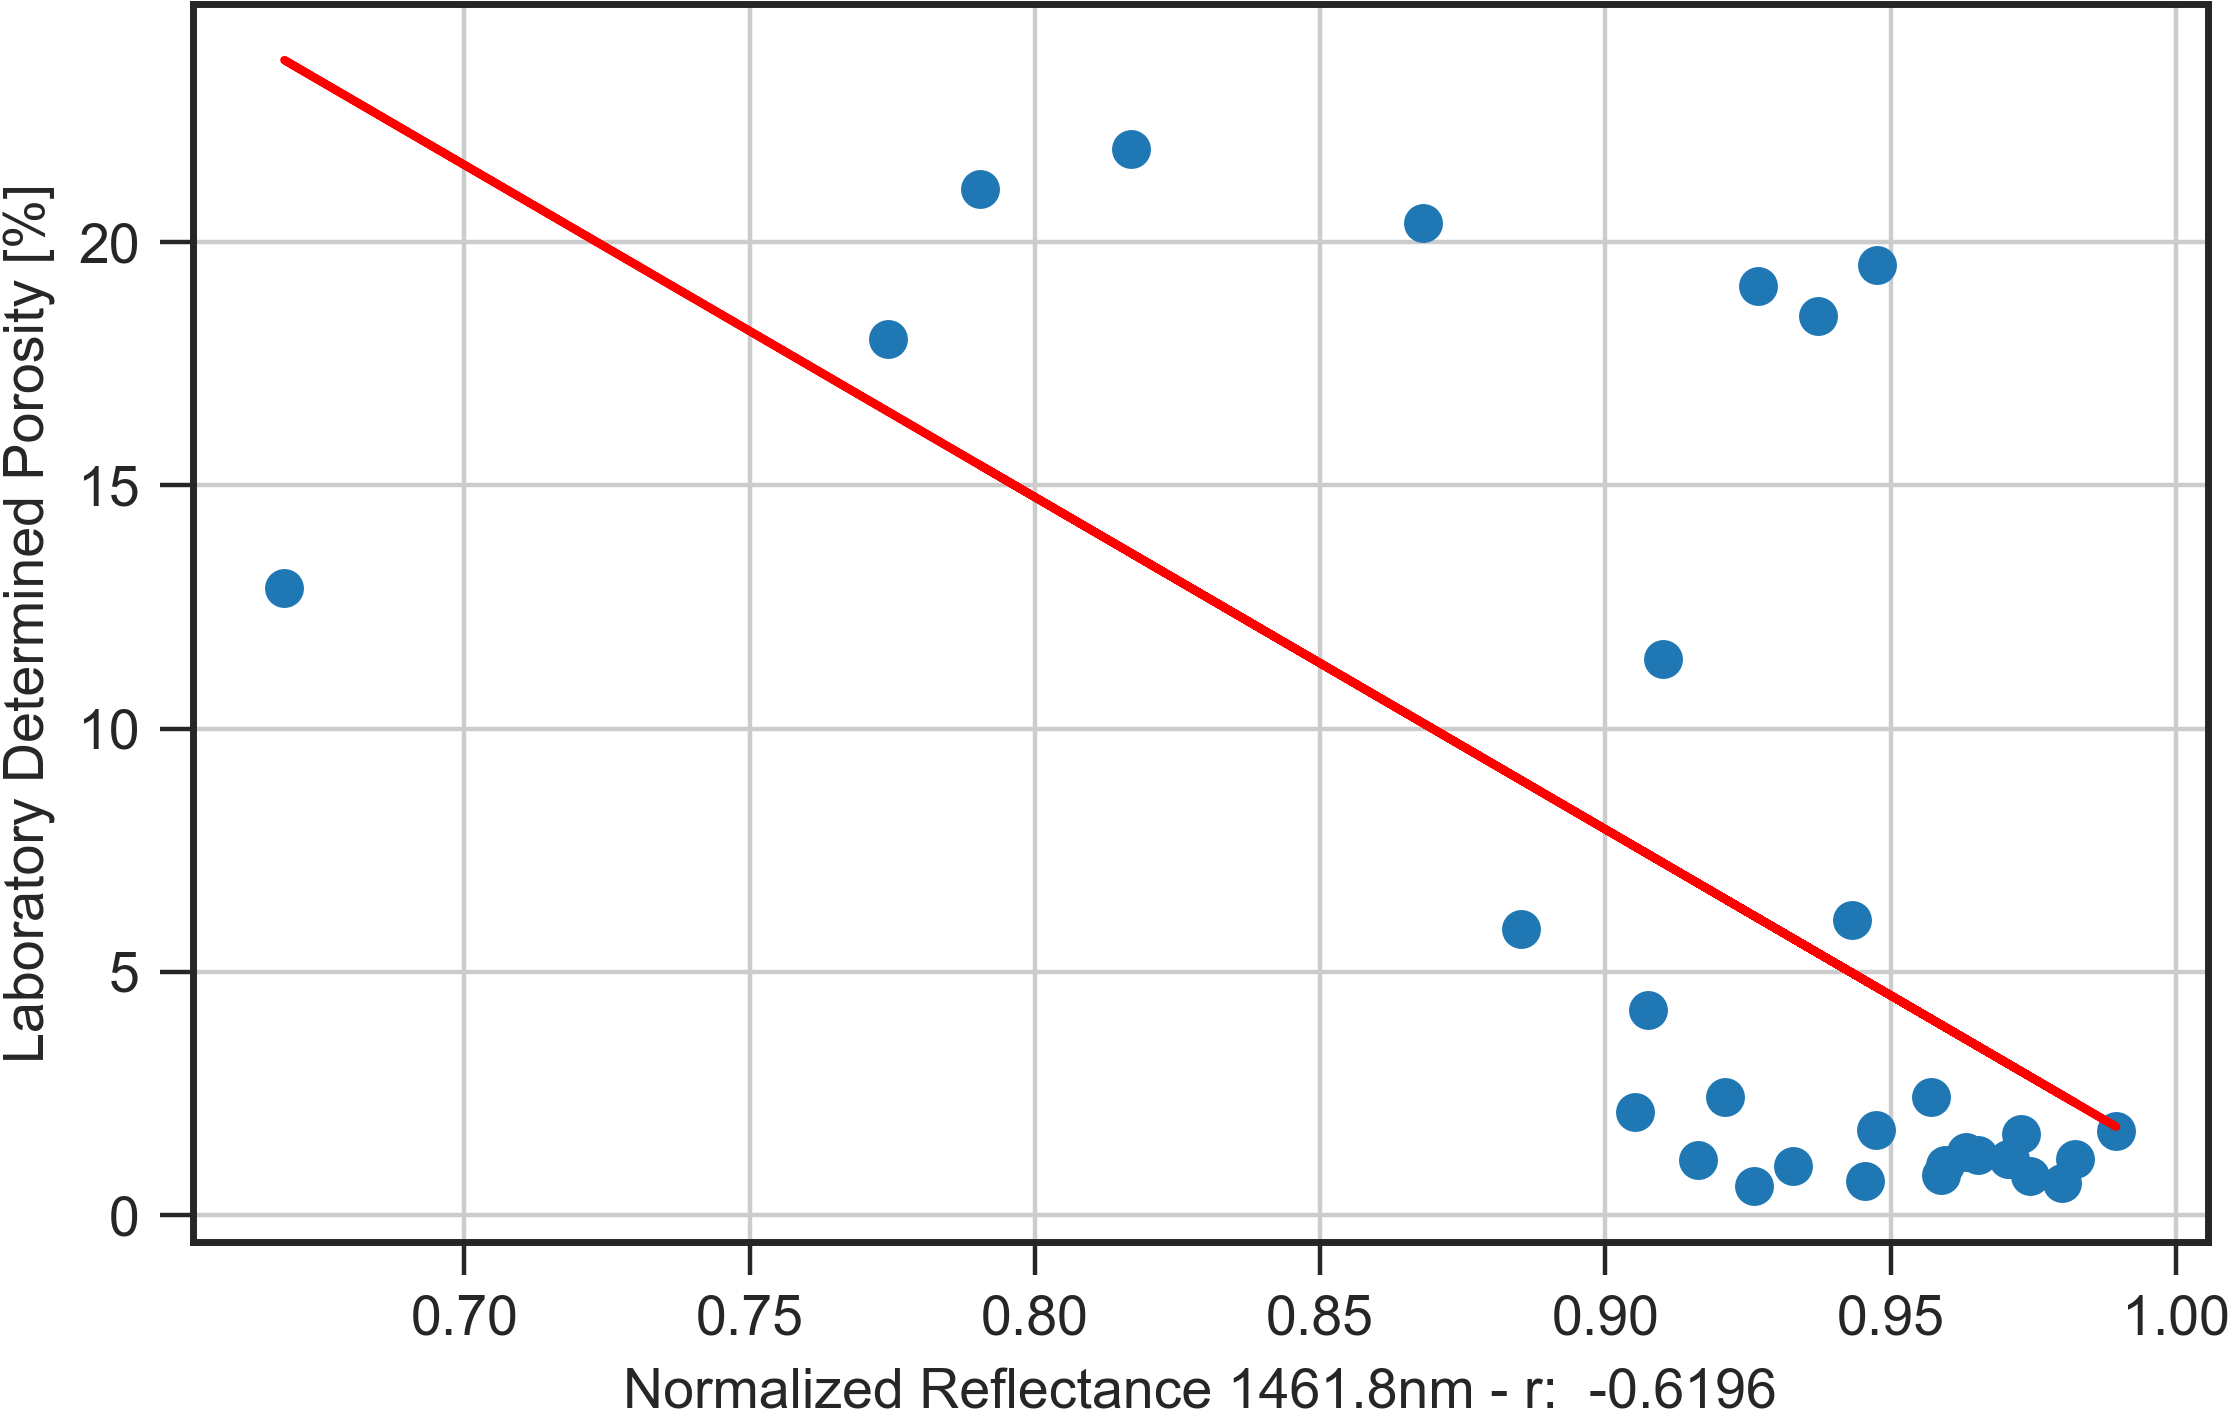 Laboratory Determined Porosity [%]
20
15
10
5
0
0.70 0.75 0.80 0.85 0.90 0.95 1.00
Normalized Reflectance 1461.8nm - r:  -0.6196